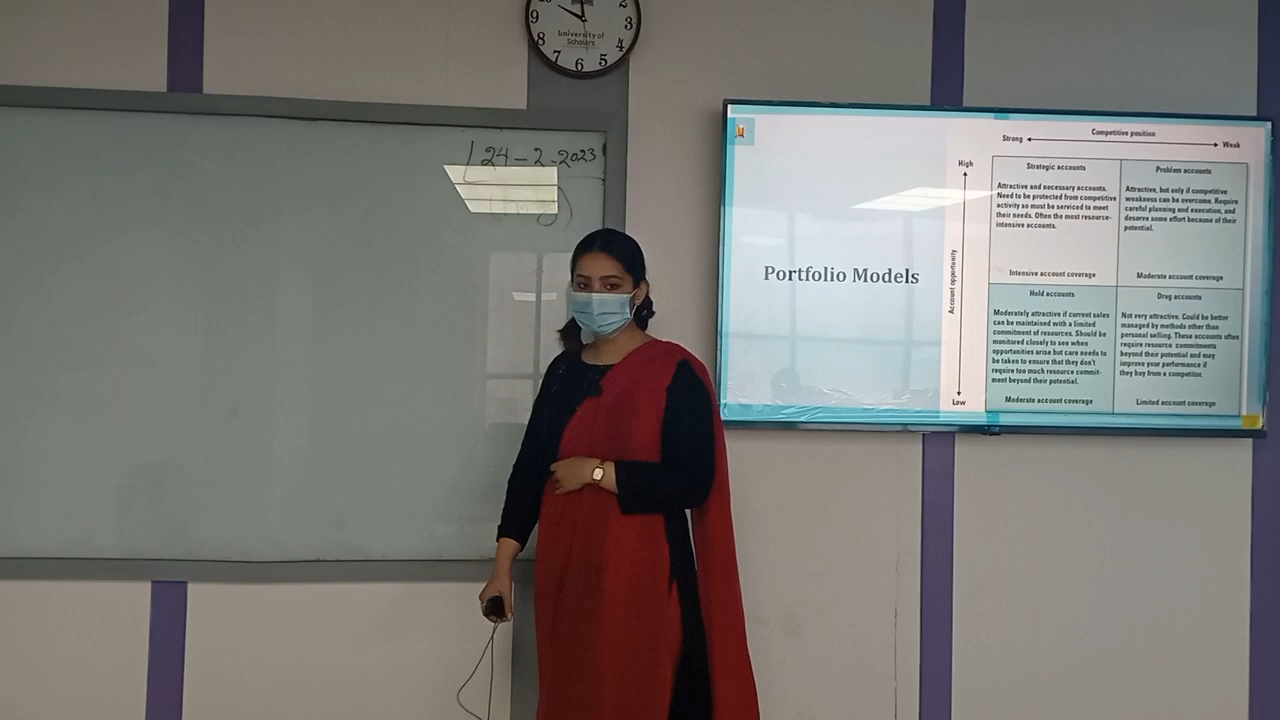 9
2
3
8
4
7
6
5
University of
Scholars
24-2-2023
Portfolio Models
Competitive position
Strong
Weak
High
Account opportunity
Low
Strategic accounts
Attractive and necessary accounts.
Need to be protected from competitive
activity so must be serviced to meet
their needs. Often the most resource-
intensive accounts.
Intensive account coverage
Problem accounts
Attractive, but only if competitive
weakness can be overcome. Require
careful planning and execution, and
deserve some effort because of their
potential.
Moderate account coverage
Hold accounts
Moderately attractive if current sales
can be maintained with a limited
commitment of resources. Should be
monitored closely to see when
opportunities arise but care needs to
be taken to ensure that they don't
require too much resource commit-
ment beyond their potential.
Moderate account coverage
Drag accounts
Not very attractive. Could be better
managed by methods other than
personal selling. These accounts often
require resource commitments
beyond their potential and may
improve your performance if
they buy from a competitor.
Limited account coverage